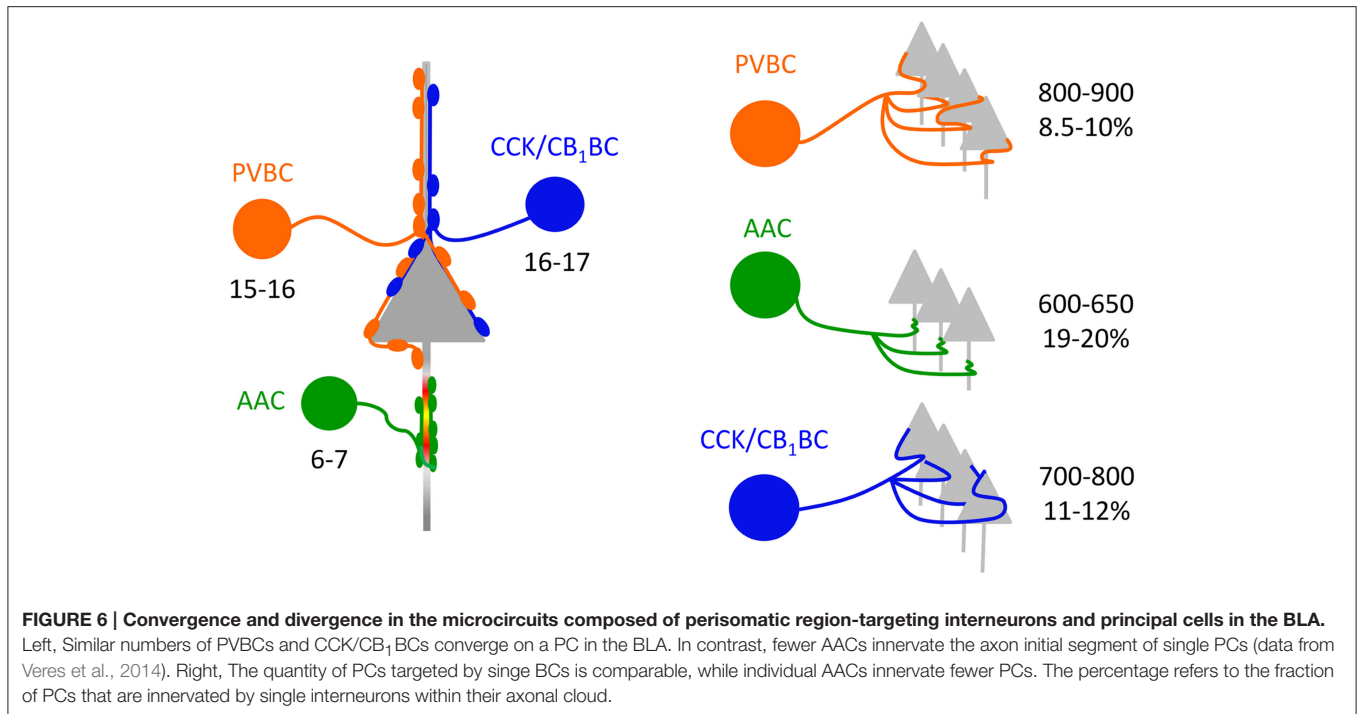 PVBC
15-16
CCK/CB₁BC
16-17
AAC
6-7
PVBC
800-900
8.5-10%
AAC
600-650
19-20%
CCK/CB₁BC
700-800
11-12%
FIGURE 6 | Convergence and divergence in the microcircuits composed of perisomatic region-targeting interneurons and principal cells in the BLA.
Left, Similar numbers of PVBCs and CCK/CB₁BCs converge on a PC in the BLA. In contrast, fewer AACs innervate the axon initial segment of single PCs (data from
Veres et al., 2014). Right, The quantity of PCs targeted by singe BCs is comparable, while individual AACs innervate fewer PCs. The percentage refers to the fraction
of PCs that are innervated by single interneurons within their axonal cloud.